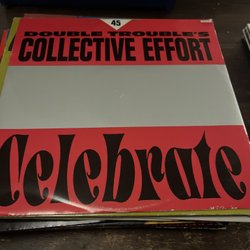 45
DOUBLE TROUBLE'S
COLLECTIVE EFFORT
Celebrate